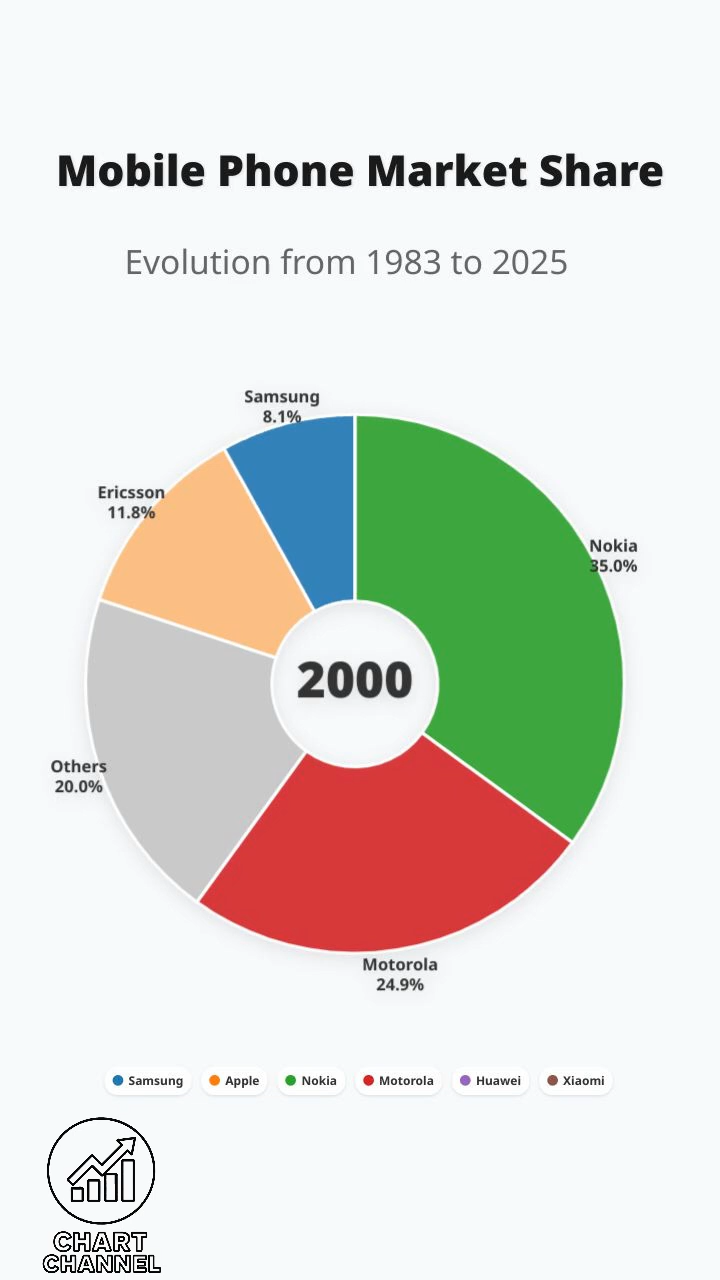 Mobile Phone Market Share
Evolution from 1983 to 2025
Samsung
8.1%
Ericsson
11.8%
Nokia
35.0%
2000
Others
20.0%
Motorola
24.9%
Samsung
Apple
Nokia
Motorola
Huawei
Xiaomi
CHART
CHANNEL